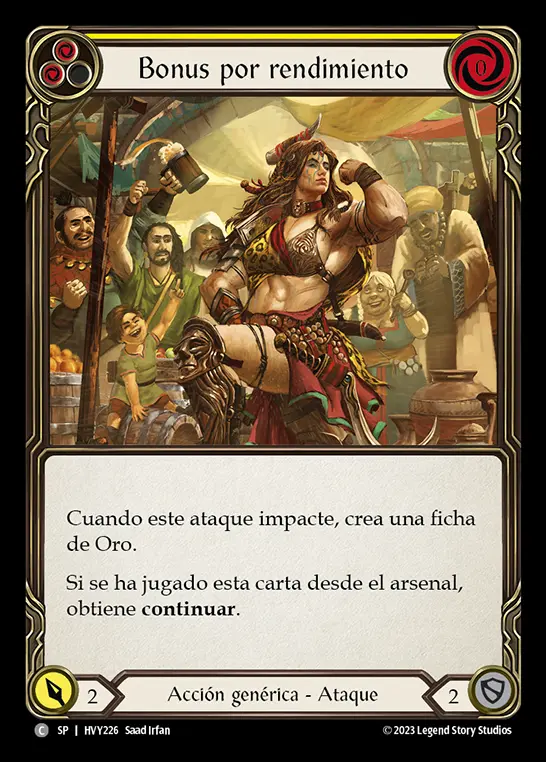 Bonus por rendimiento
0
Cuando este ataque impacte, crea una ficha
de Oro.
Si se ha jugado esta carta desde el arsenal,
obtiene continuar.
2
Acción genérica - Ataque
2
C SP | HVY226 Saad Irfan
© 2023 Legend Story Studios